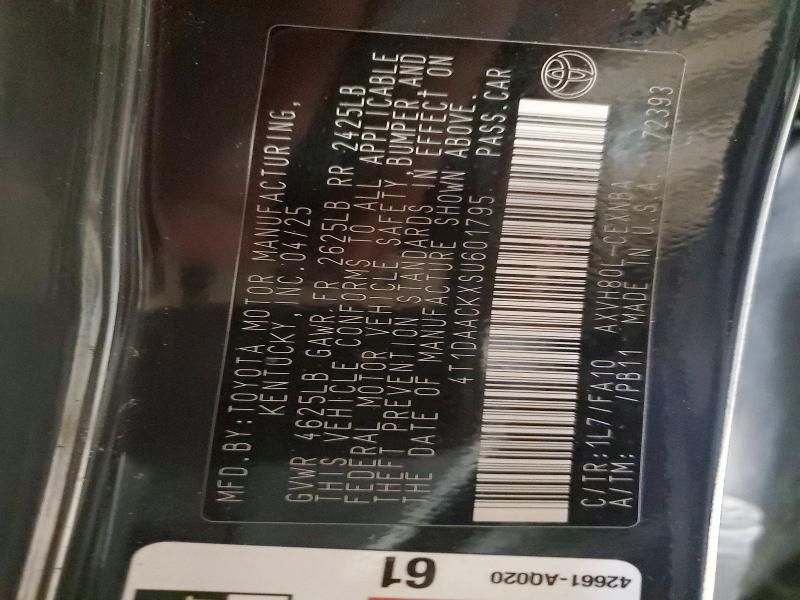 MFD.BY:TOYOTA MOTOR MANUFACTURING,
KENTUCKY, INC.04/25
GVWR 4625LB GAWR FR 2625LB RR 2425LB
THIS VEHICLE CONFORMS TO ALL APPLICABLE
FEDERAL MOTOR VEHICLE SAFETY,BUMPER AND
THEFT PREVENTION STANDARDS IN EFFECT ON
THE DATE OF MANUFACTURE SHOWN ABOVE.
4T1DAACKXSU601795 PASS.CAR
C/TR:1L7/FA10 AXVH80L-CEXXBA
A/TM: /PB11 MADE IN U.S.A. 72393
42661-AQ020
61